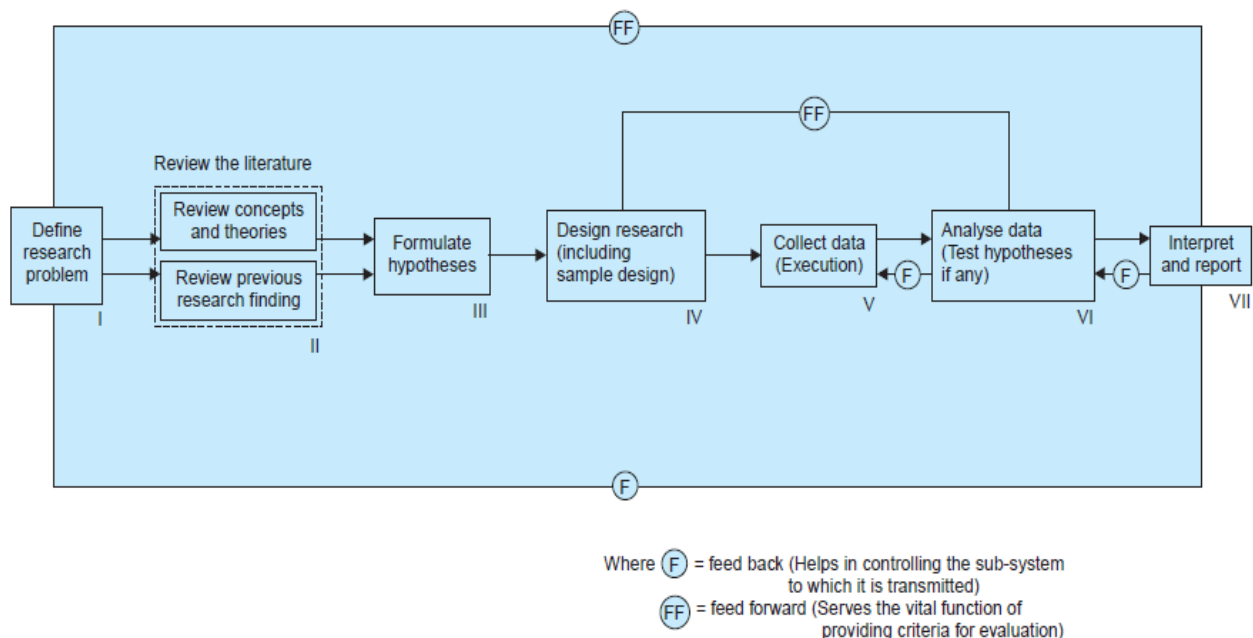 FF
FF
Review the literature
Define
research
problem
I
Review concepts
and theories
Review previous
research finding
II
Formulate
hypotheses
III
Design research
(including
sample design)
IV
Collect data
(Execution)
V
F
Analyse data
(Test hypotheses
if any)
VI
F
Interpret
and report
VII
F
Where F = feed back (Helps in controlling the sub-system
to which it is transmitted)
FF = feed forward (Serves the vital function of
providing criteria for evaluation)